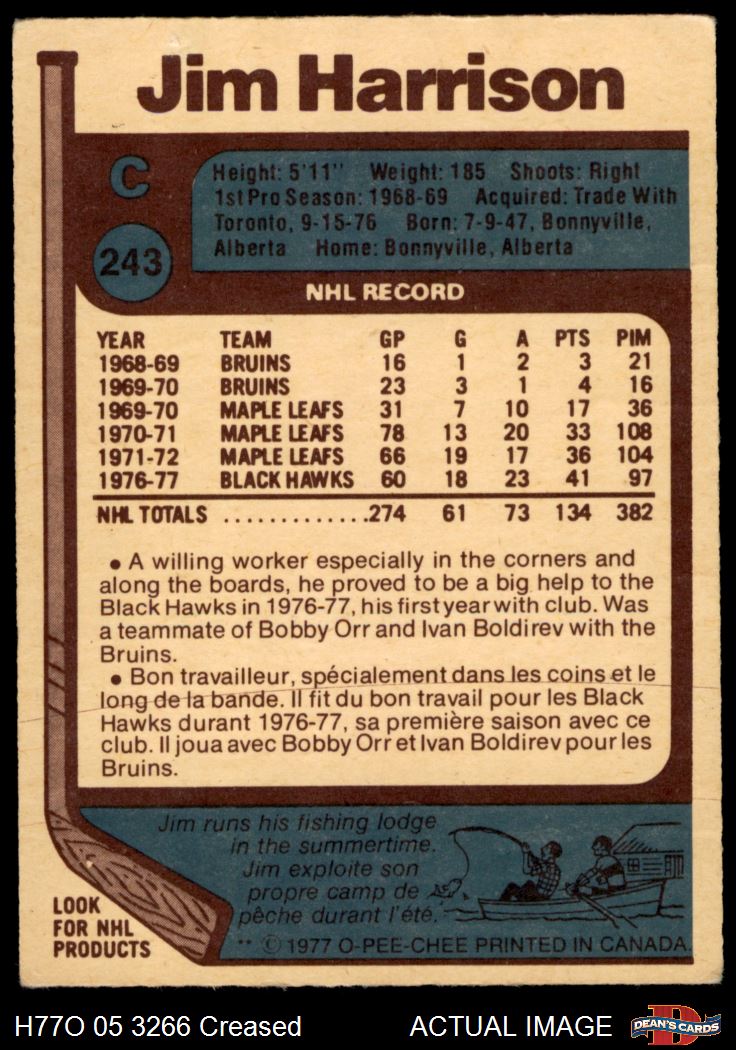 Jim Harrison
C
243
Height: 5'11" Weight: 185 Shoots: Right
1st Pro Season: 1968-69 Acquired: Trade With
Toronto, 9-15-76 Born: 7-9-47, Bonnyville,
Alberta Home: Bonnyville, Alberta
NHL RECORD
YEAR TEAM GP G A PTS PIM
1968-69 BRUINS 16 1 2 3 21
1969-70 BRUINS 23 3 1 4 16
1969-70 MAPLE LEAFS 31 7 10 17 36
1970-71 MAPLE LEAFS 78 13 20 33 108
1971-72 MAPLE LEAFS 66 19 17 36 104
1976-77 BLACK HAWKS 60 18 23 41 97
NHL TOTALS .............274 61 73 134 382
• A willing worker especially in the corners and
along the boards, he proved to be a big help to the
Black Hawks in 1976-77, his first year with club. Was
a teammate of Bobby Orr and Ivan Boldirev with the
Bruins.
• Bon travailleur, spécialement dans les coins et le
long de la bande. Il fit du bon travail pour les Black
Hawks durant 1976-77, sa première saison avec ce
club. Il joua avec Bobby Orr et Ivan Boldirev pour les
Bruins.
Jim runs his fishing lodge
in the summertime.
Jim exploite son
propre camp de
pêche durant l'été.
LOOK
FOR NHL
PRODUCTS
** © 1977 O-PEE-CHEE PRINTED IN CANADA.
H77O 05 3266 Creased ACTUAL IMAGE D DEAN'S CARDS